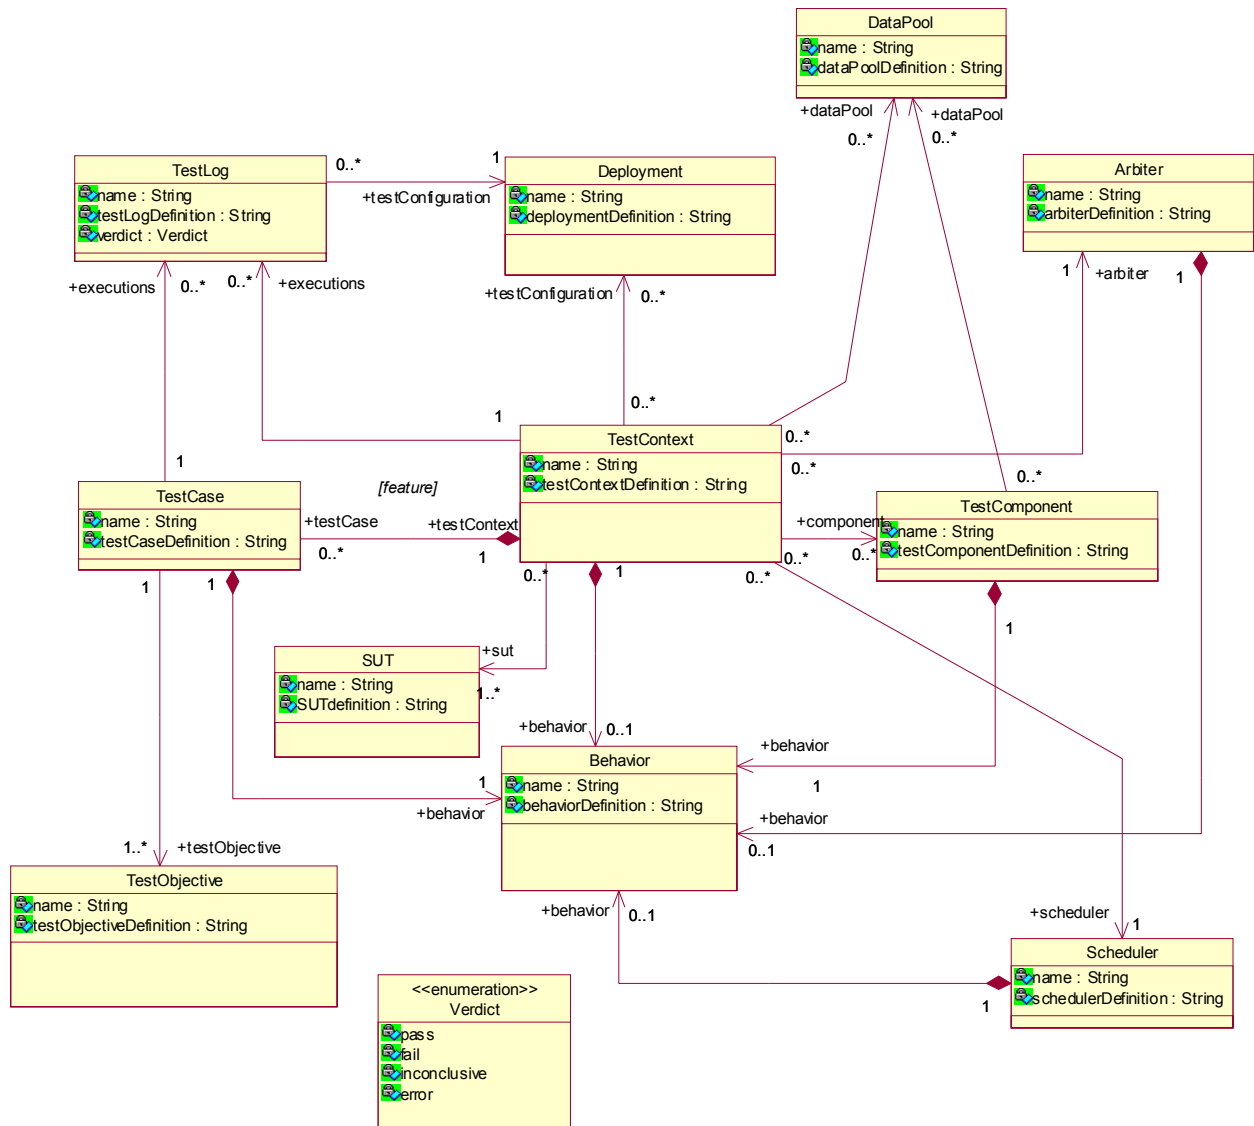 DataPool
name : String
dataPoolDefinition : String
+dataPool
0..*
+dataPool
0..*
TestLog
name : String
testLogDefinition : String
verdict : Verdict
0..*
1
+testConfiguration
Deployment
name : String
deploymentDefinition : String
Arbiter
name : String
arbiterDefinition : String
+executions
0..*
0..*
+executions
+testConfiguration
0..*
1
+arbiter
1
1
0..*
1
TestContext
name : String
testContextDefinition : String
0..*
0..*
0..*
TestCase
name : String
testCaseDefinition : String
[feature]
+testCase
0..*
+testContext
1
+component
0..*
0..*
TestComponent
name : String
testComponentDefinition : String
1
1
0..*
1
0..*
1
SUT
name : String
SUTdefinition : String
+sut
1..*
+behavior
0..1
Behavior
name : String
behaviorDefinition : String
1
+behavior
+behavior
1
+behavior
0..1
+behavior
0..1
1..*
+testObjective
TestObjective
name : String
testObjectiveDefinition : String
+scheduler
1
Scheduler
name : String
schedulerDefinition : String
1
<<enumeration>>
Verdict
pass
fail
inconclusive
error